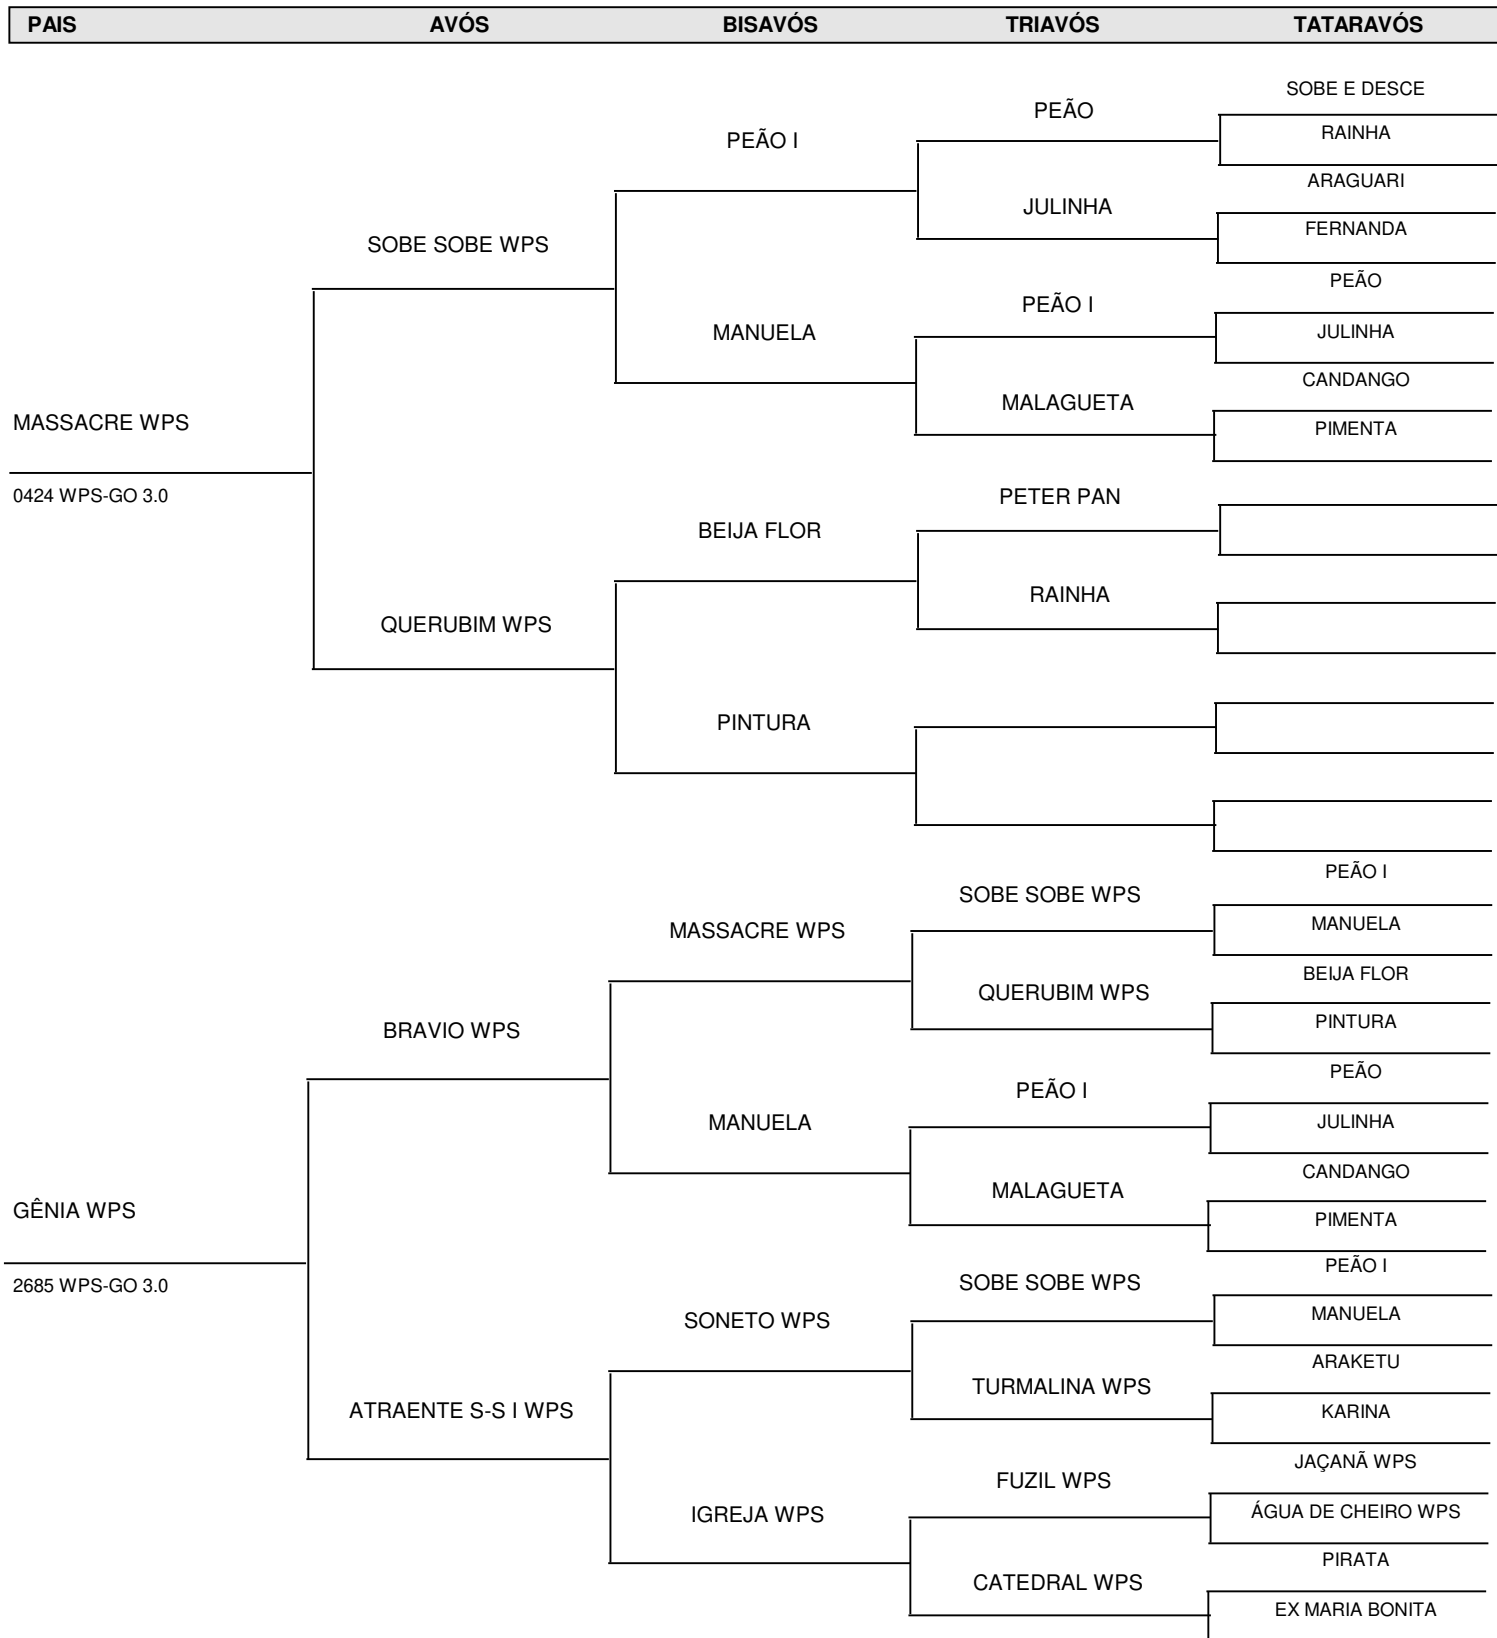 PAIS AVÓS BISAVÓS TRIAVÓS TATARAVÓS
SOBE E DESCE
PEÃO
RAINHA
PEÃO I
ARAGUARI
JULINHA
FERNANDA
SOBE SOBE WPS
PEÃO
PEÃO I
MANUELA
JULINHA
CANDANGO
MALAGUETA
MASSACRE WPS
PIMENTA
0424 WPS-GO 3.0
PETER PAN
BEIJA FLOR
RAINHA
QUERUBIM WPS
PINTURA
PEÃO I
SOBE SOBE WPS
MANUELA
MASSACRE WPS
BEIJA FLOR
QUERUBIM WPS
PINTURA
BRAVIO WPS
PEÃO
PEÃO I
MANUELA
JULINHA
CANDANGO
MALAGUETA
GÊNIA WPS
PIMENTA
PEÃO I
2685 WPS-GO 3.0
SOBE SOBE WPS
MANUELA
SONETO WPS
ARAKETU
TURMALINA WPS
ATRAENTE S-S I WPS
KARINA
JAÇANÃ WPS
FUZIL WPS
IGREJA WPS
ÁGUA DE CHEIRO WPS
PIRATA
CATEDRAL WPS
EX MARIA BONITA